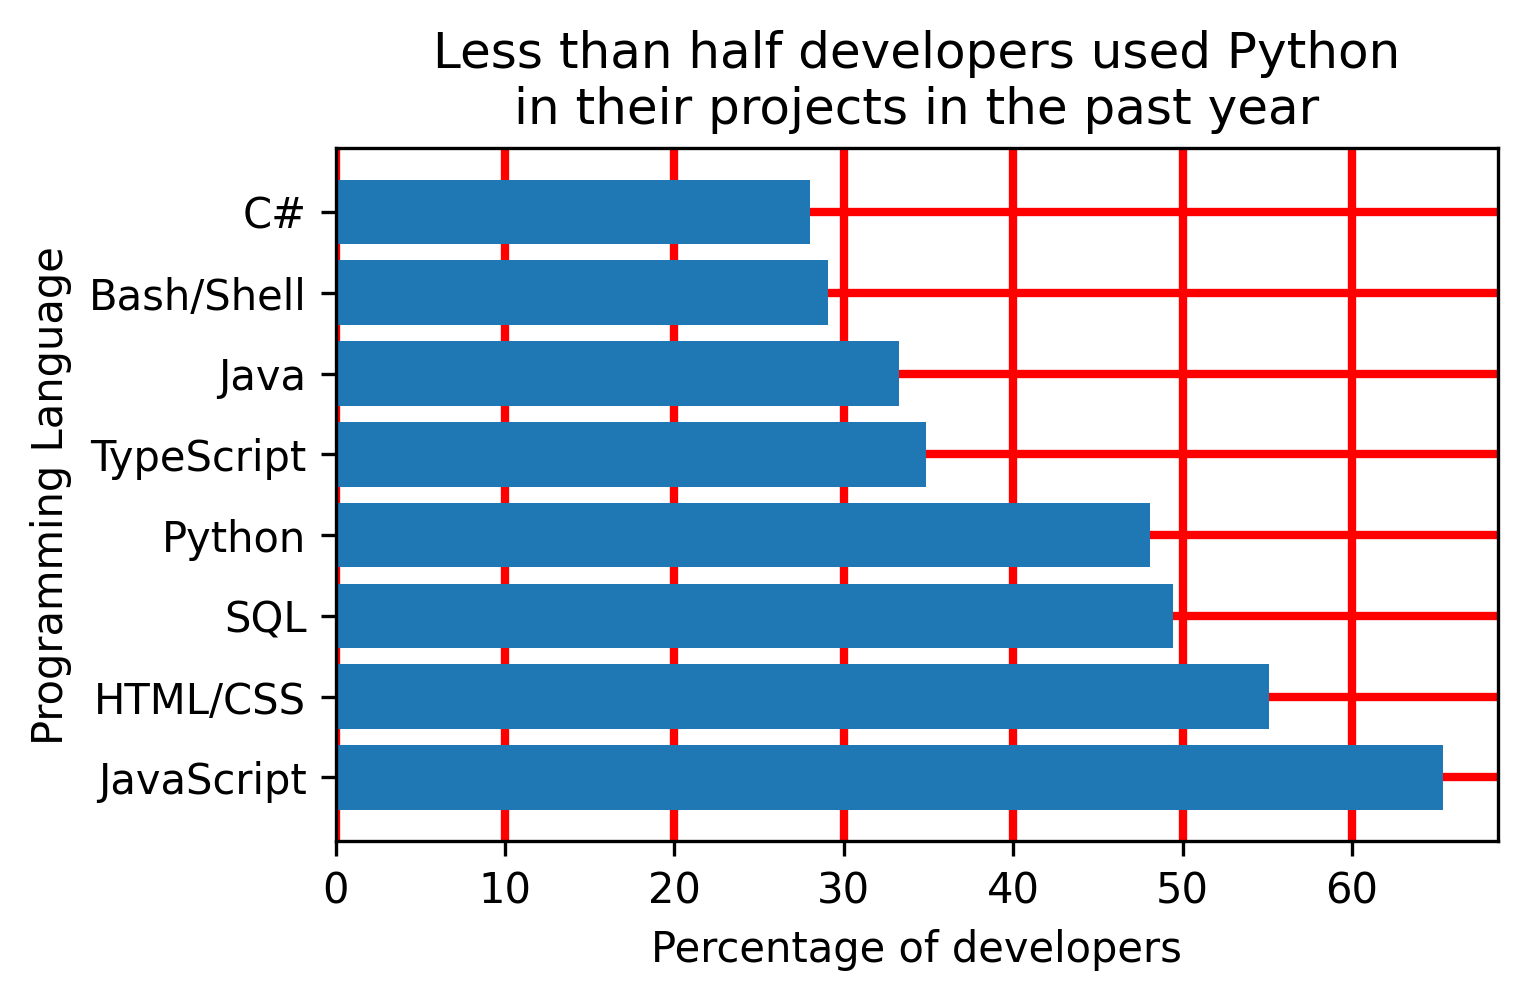 Less than half developers used Python
in their projects in the past year
Programming Language
C#
Bash/Shell
Java
TypeScript
Python
SQL
HTML/CSS
JavaScript
0 10 20 30 40 50 60
Percentage of developers